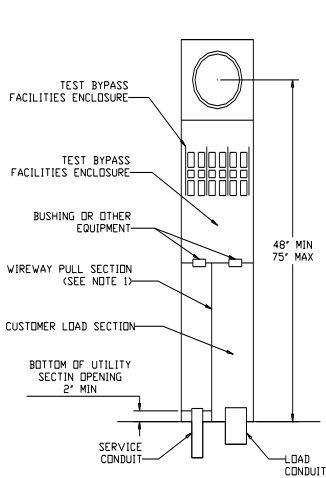 TEST BYPASS
FACILITIES ENCLOSURE
TEST BYPASS
FACILITIES ENCLOSURE
BUSHING OR OTHER
EQUIPMENT
48" MIN
75" MAX
WIREWAY PULL SECTION
(SEE NOTE 1)
CUSTOMER LOAD SECTION
BOTTOM OF UTILITY
SECTIN OPENING
2" MIN
SERVICE
CONDUIT
LOAD
CONDUIT